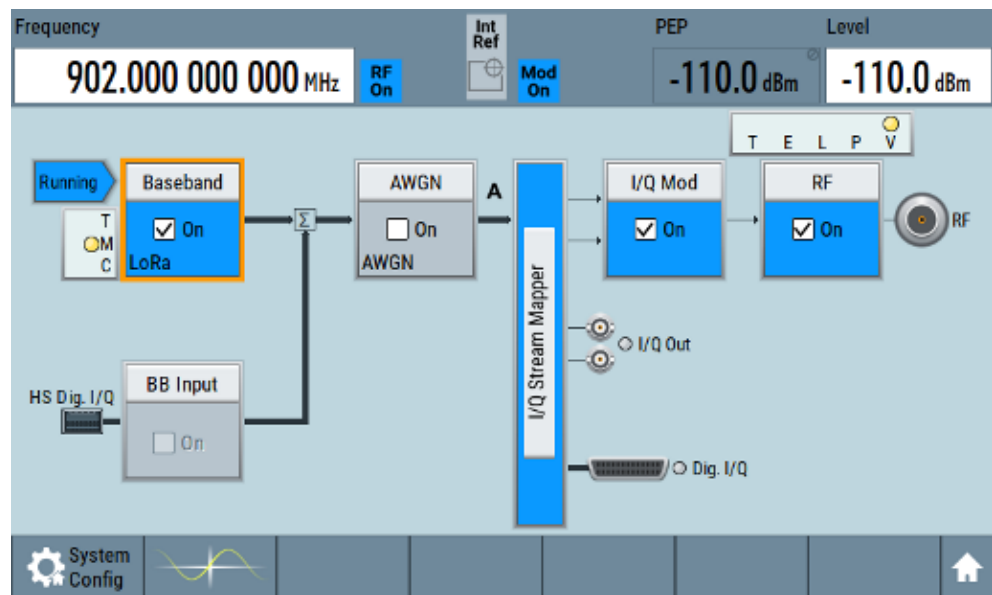 Frequency
Int
Ref
PEP
Level
902.000 000 000 MHz
RF
On
Mod
On
-110.0 dBm
-110.0 dBm
T E L P V
Running
Baseband
AWGN
A
I/Q Mod
RF
T
M
C
On
LoRa
Σ
On
AWGN
On
On
RF
I/Q Stream Mapper
I/Q Out
HS Dig. I/Q
BB Input
On
Dig. I/Q
System
Config